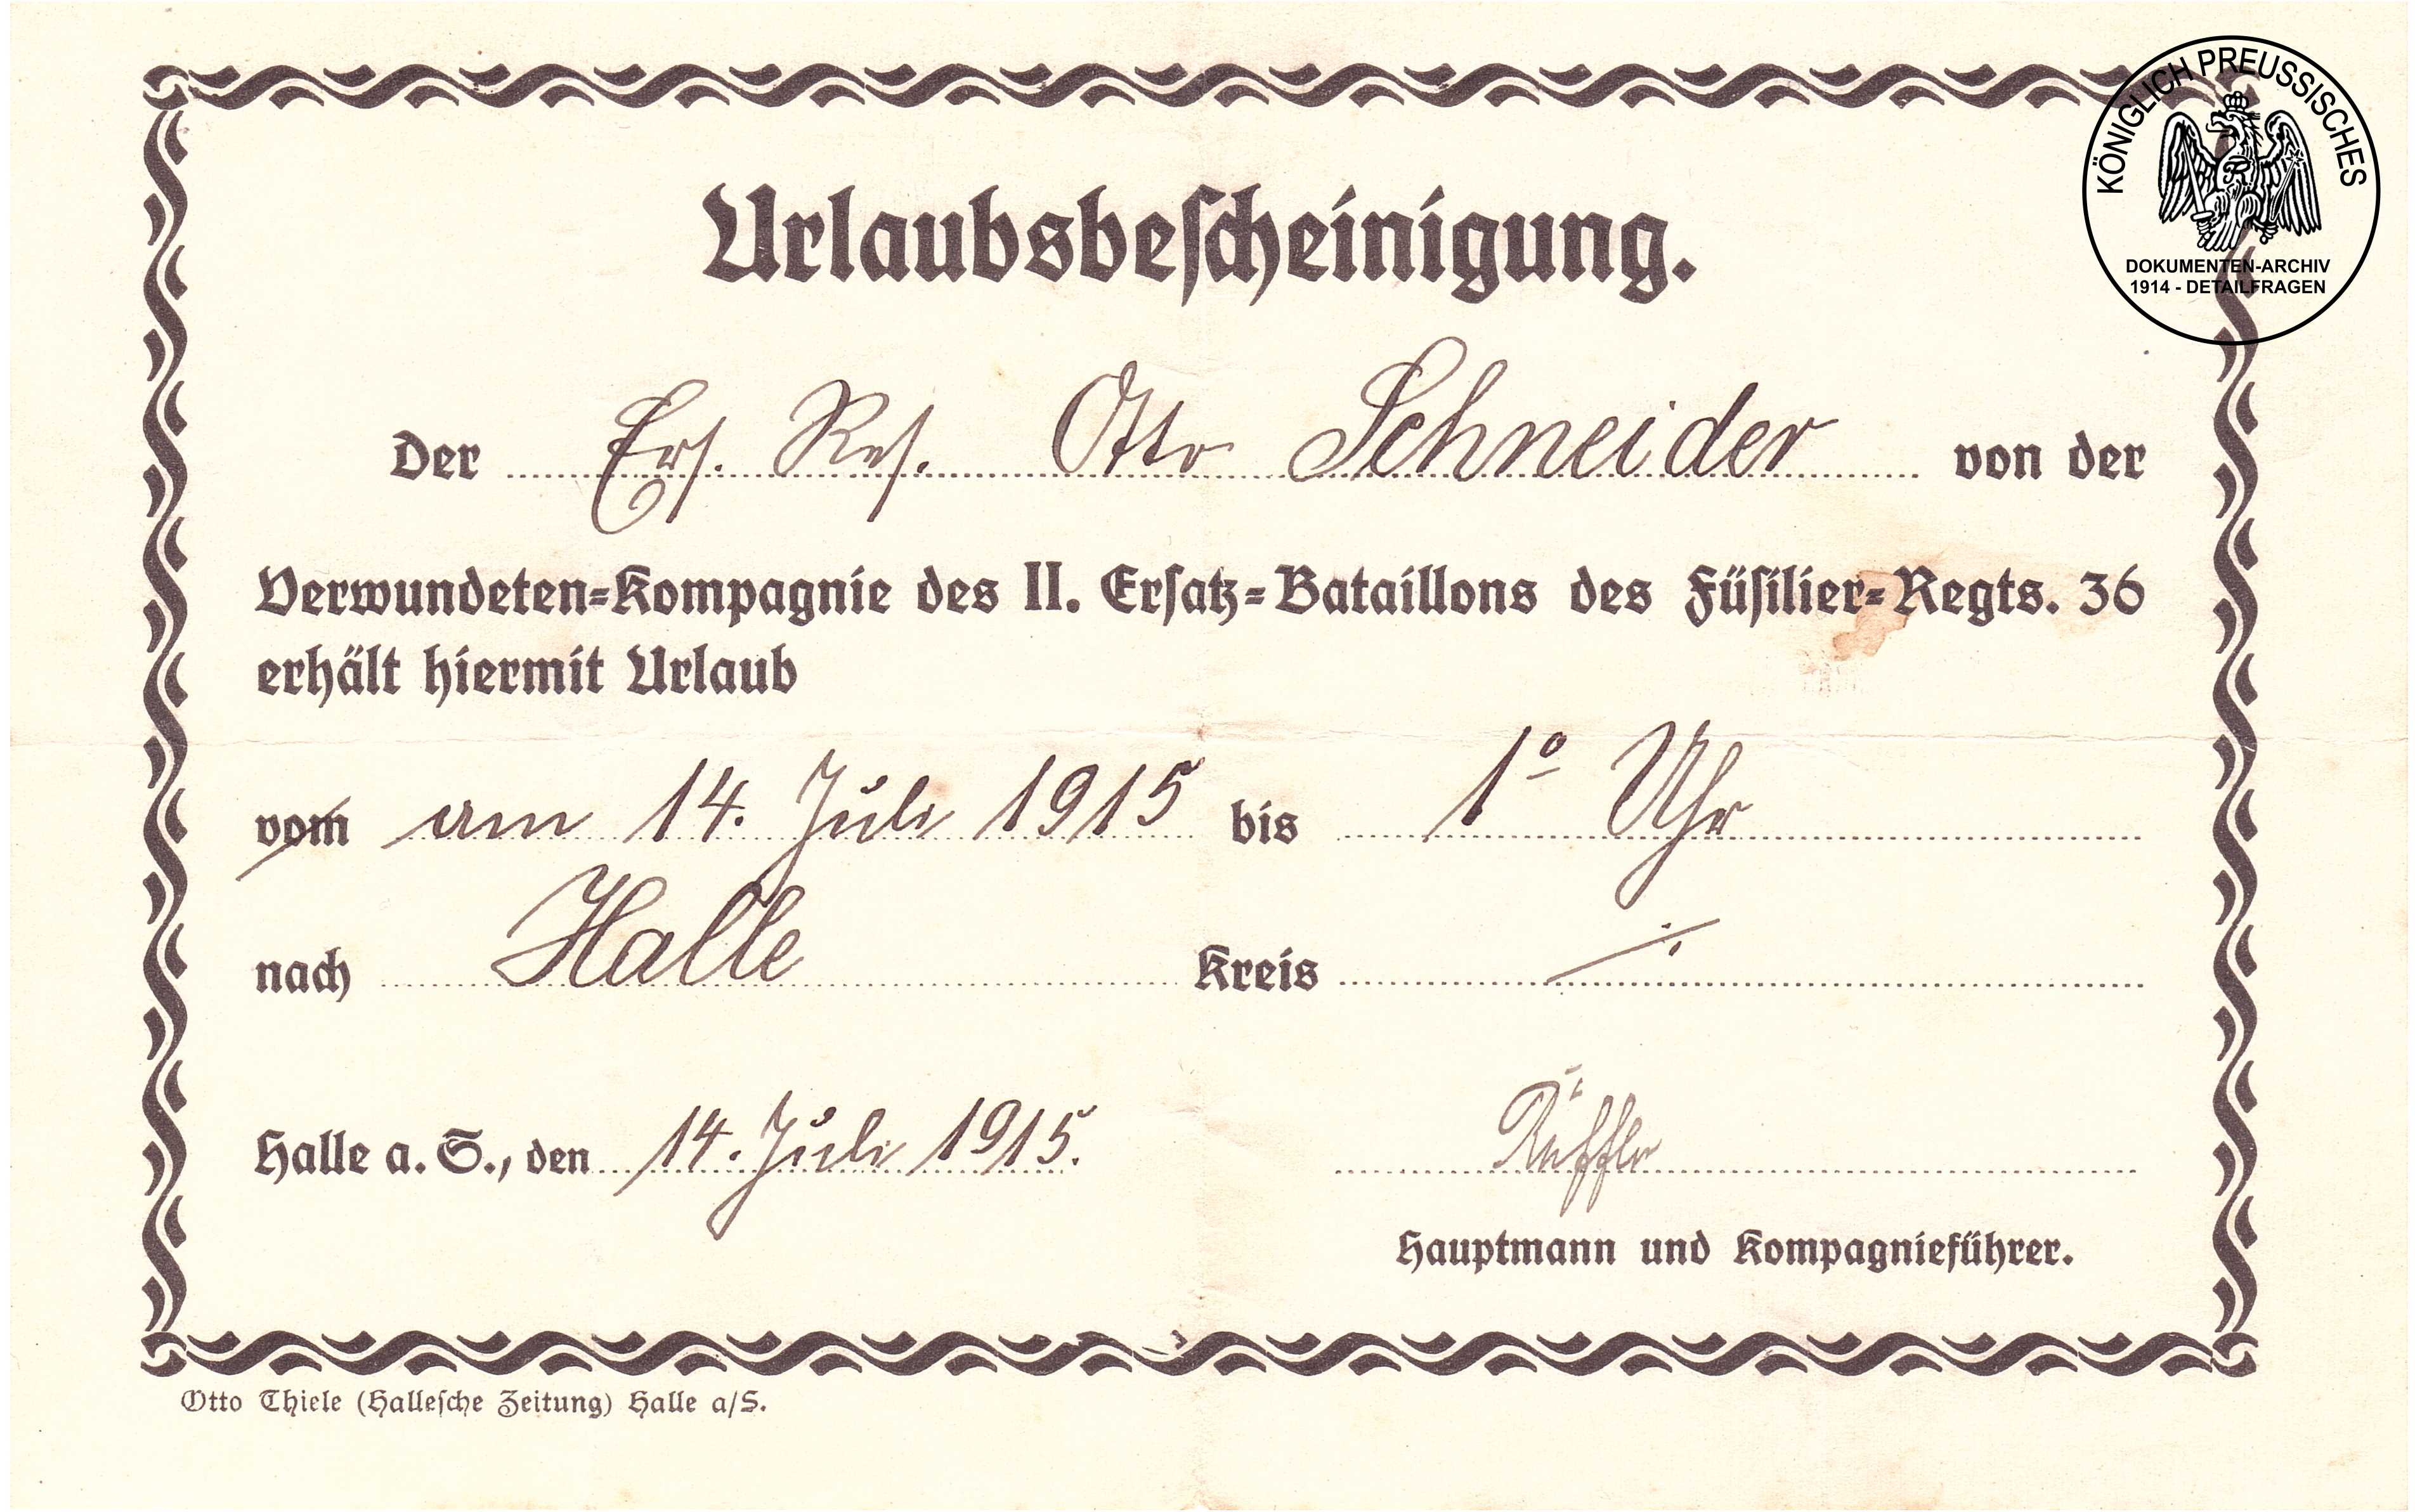 KÖNIGLICH PREUSSISCHES
DOKUMENTEN-ARCHIV
1914 - DETAILFRAGEN
Urlaubsbescheinigung.
Der Ers. Res. Otto Schneider von der
Verwundeten=Kompagnie des II. Ersatz=Bataillons des Füsilier=Regts. 36
erhält hiermit Urlaub
vom am 14. Juli 1915 bis 1º Uhr
nach Halle Kreis ⁒
Halle a. S., den 14. Juli 1915.
Hauptmann und Kompagnieführer.
Otto Thiele (Hallesche Zeitung) Halle a/S.